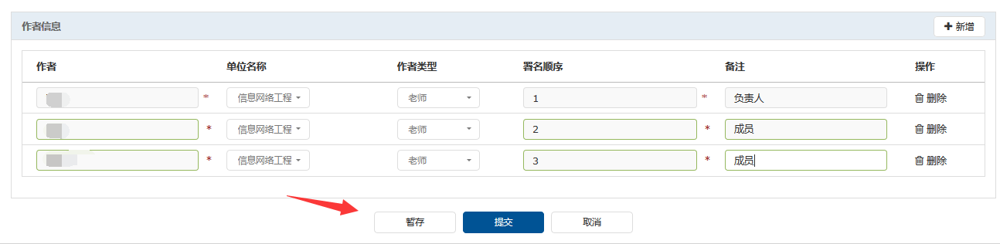 作者信息
新增
作者 单位名称 作者类型 署名顺序 备注 操作
* 信息网络工程 老师 1 * 负责人 删除
* 信息网络工程 老师 2 * 成员 删除
* 信息网络工程 老师 3 * 成员 删除
暂存 提交 取消